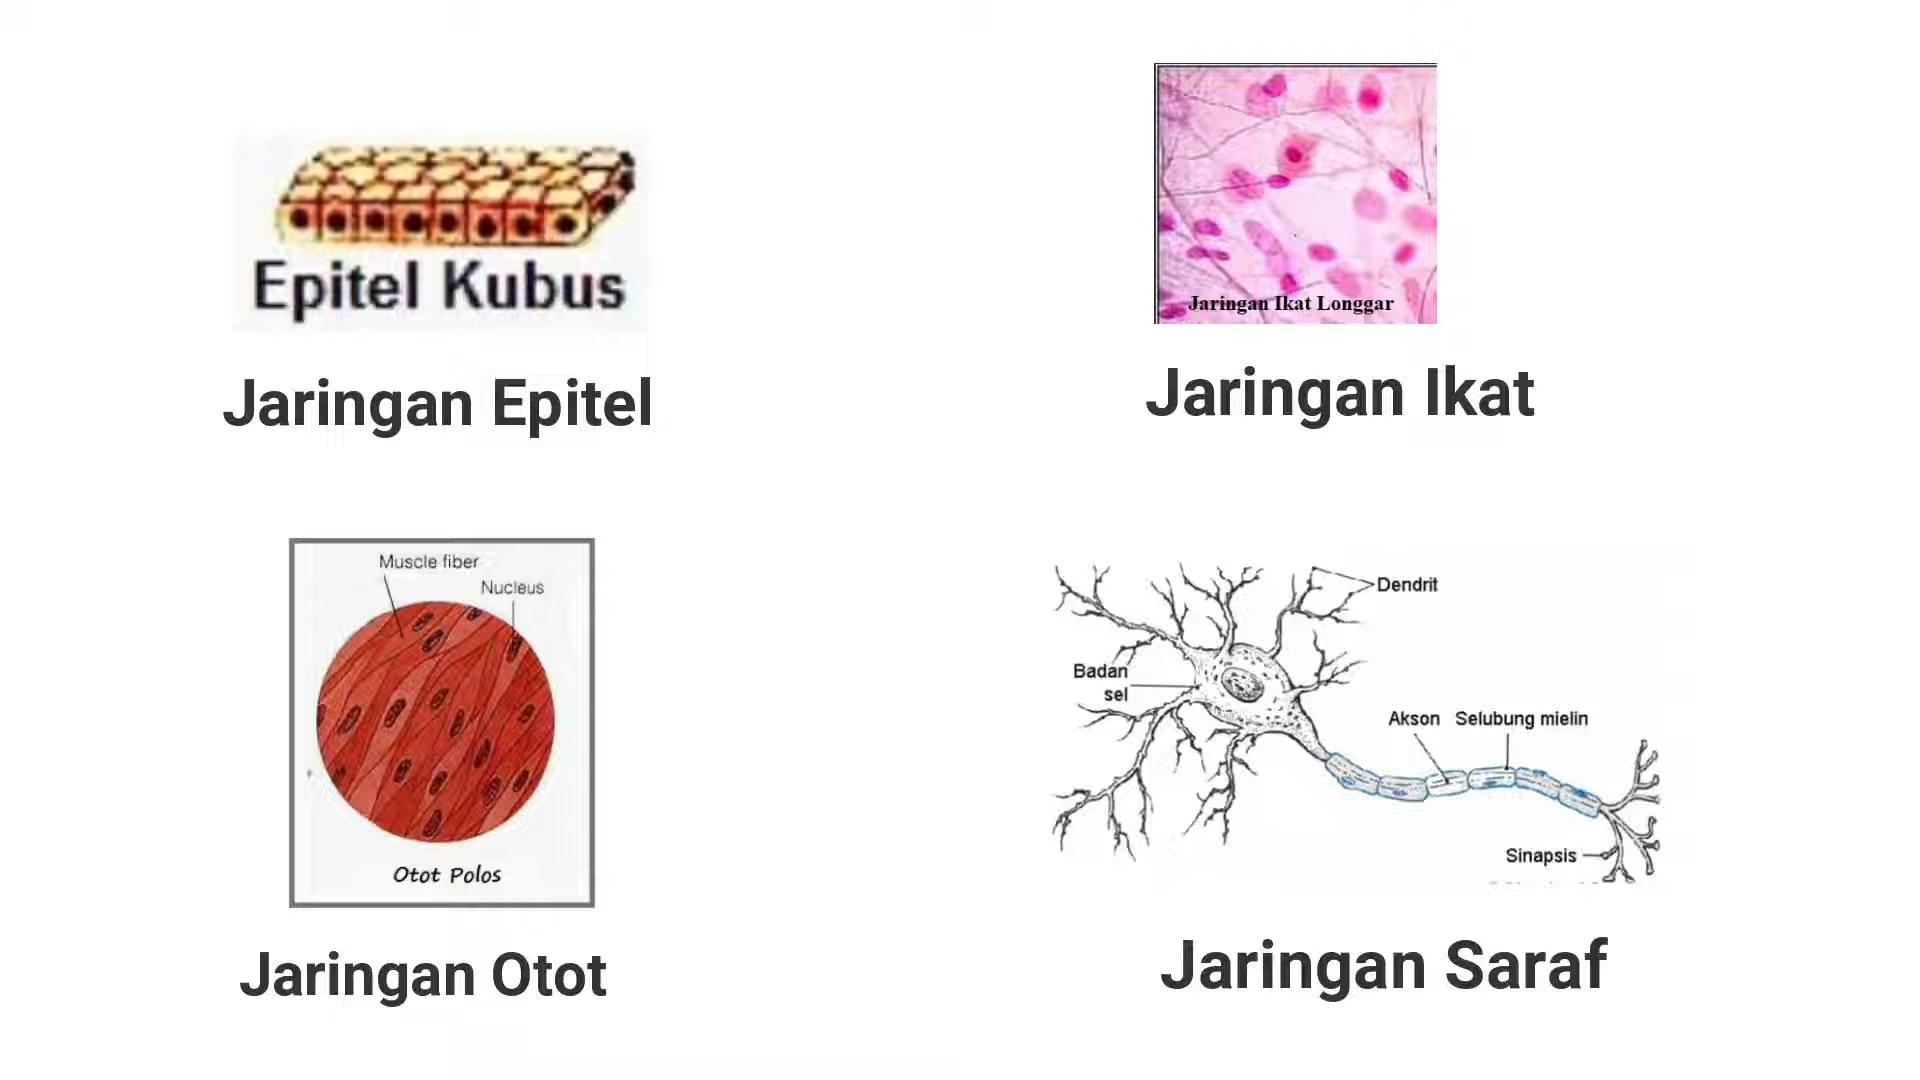 Epitel Kubus
Jaringan Epitel
Jaringan Ikat Longgar
Jaringan Ikat
Muscle fiber
Nucleus
Otot Polos
Jaringan Otot
Dendrit
Badan
sel
Akson Selubung mielin
Sinapsis
Jaringan Saraf